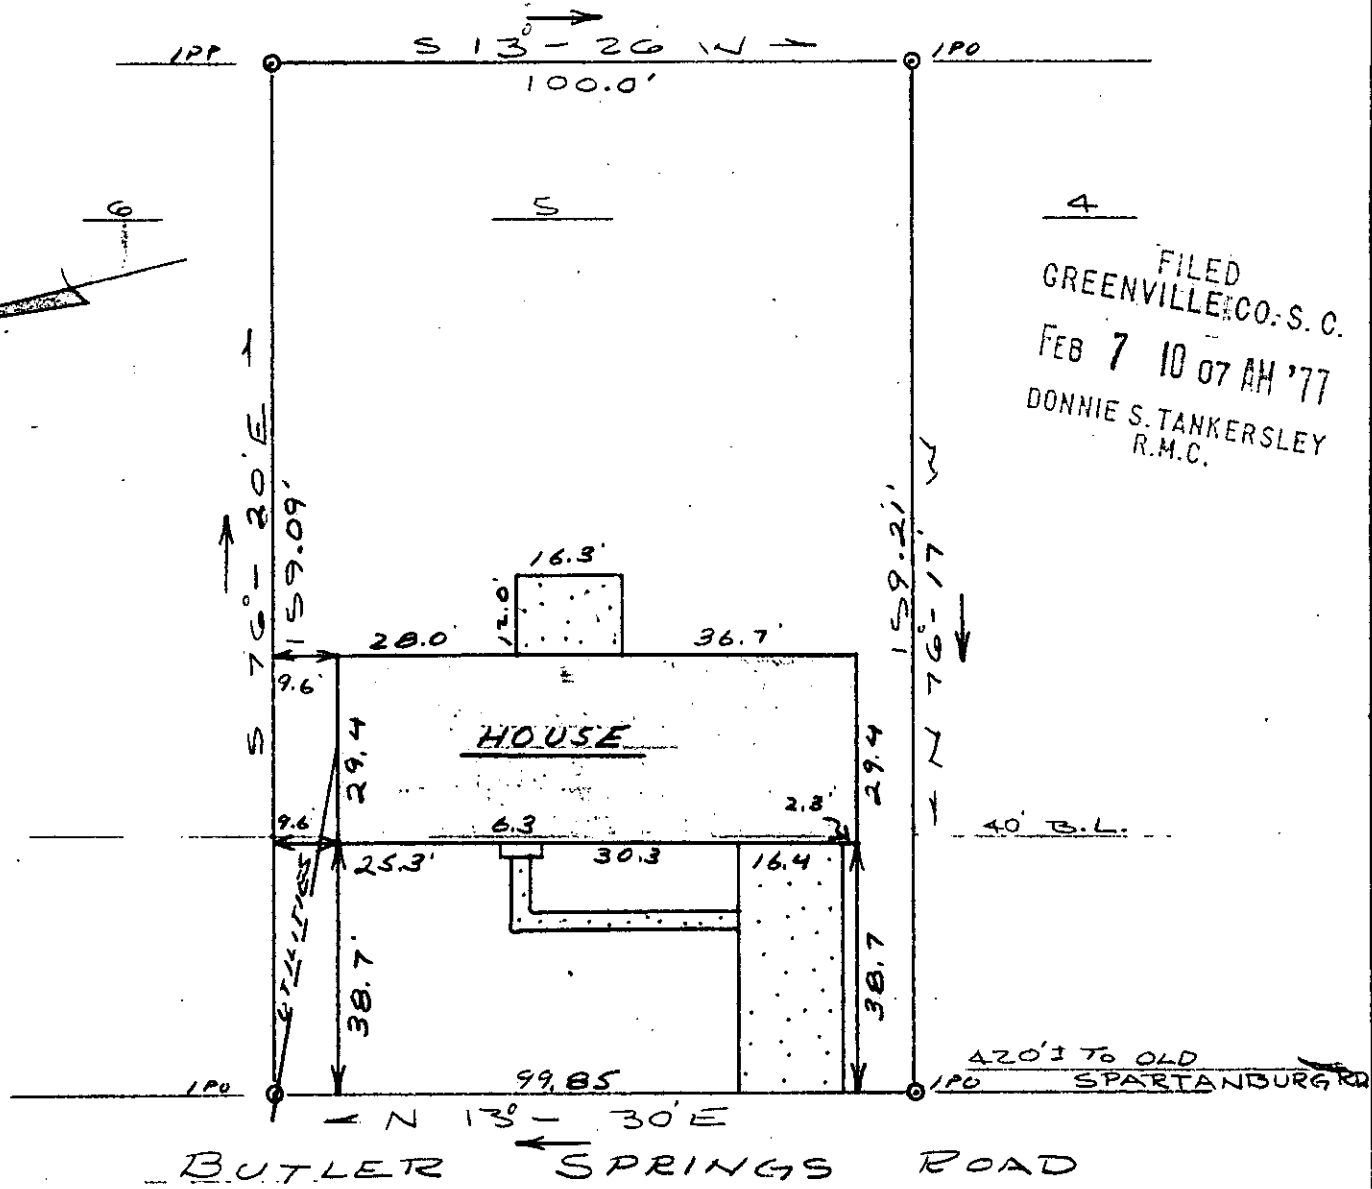 S 13° - 26 W
IPP
IPO
100.0'
6
5
4
FILED
GREENVILLE CO. S. C.
FEB 7 10 07 AM '77
DONNIE S. TANKERSLEY
R.M.C.
S 76° - 20' E
159.09'
159.21'
N 76° - 17' W
16.3'
12.0'
28.0'
36.7'
9.6'
29.4
HOUSE
29.4
2.8'
9.6
6.3
40' B.L.
25.3'
30.3
16.4
UTILITIES
38.7'
38.7
420'± TO OLD
SPARTANBURG RD
IPO
99.85
IPO
N 13° - 30' E
BUTLER SPRINGS ROAD